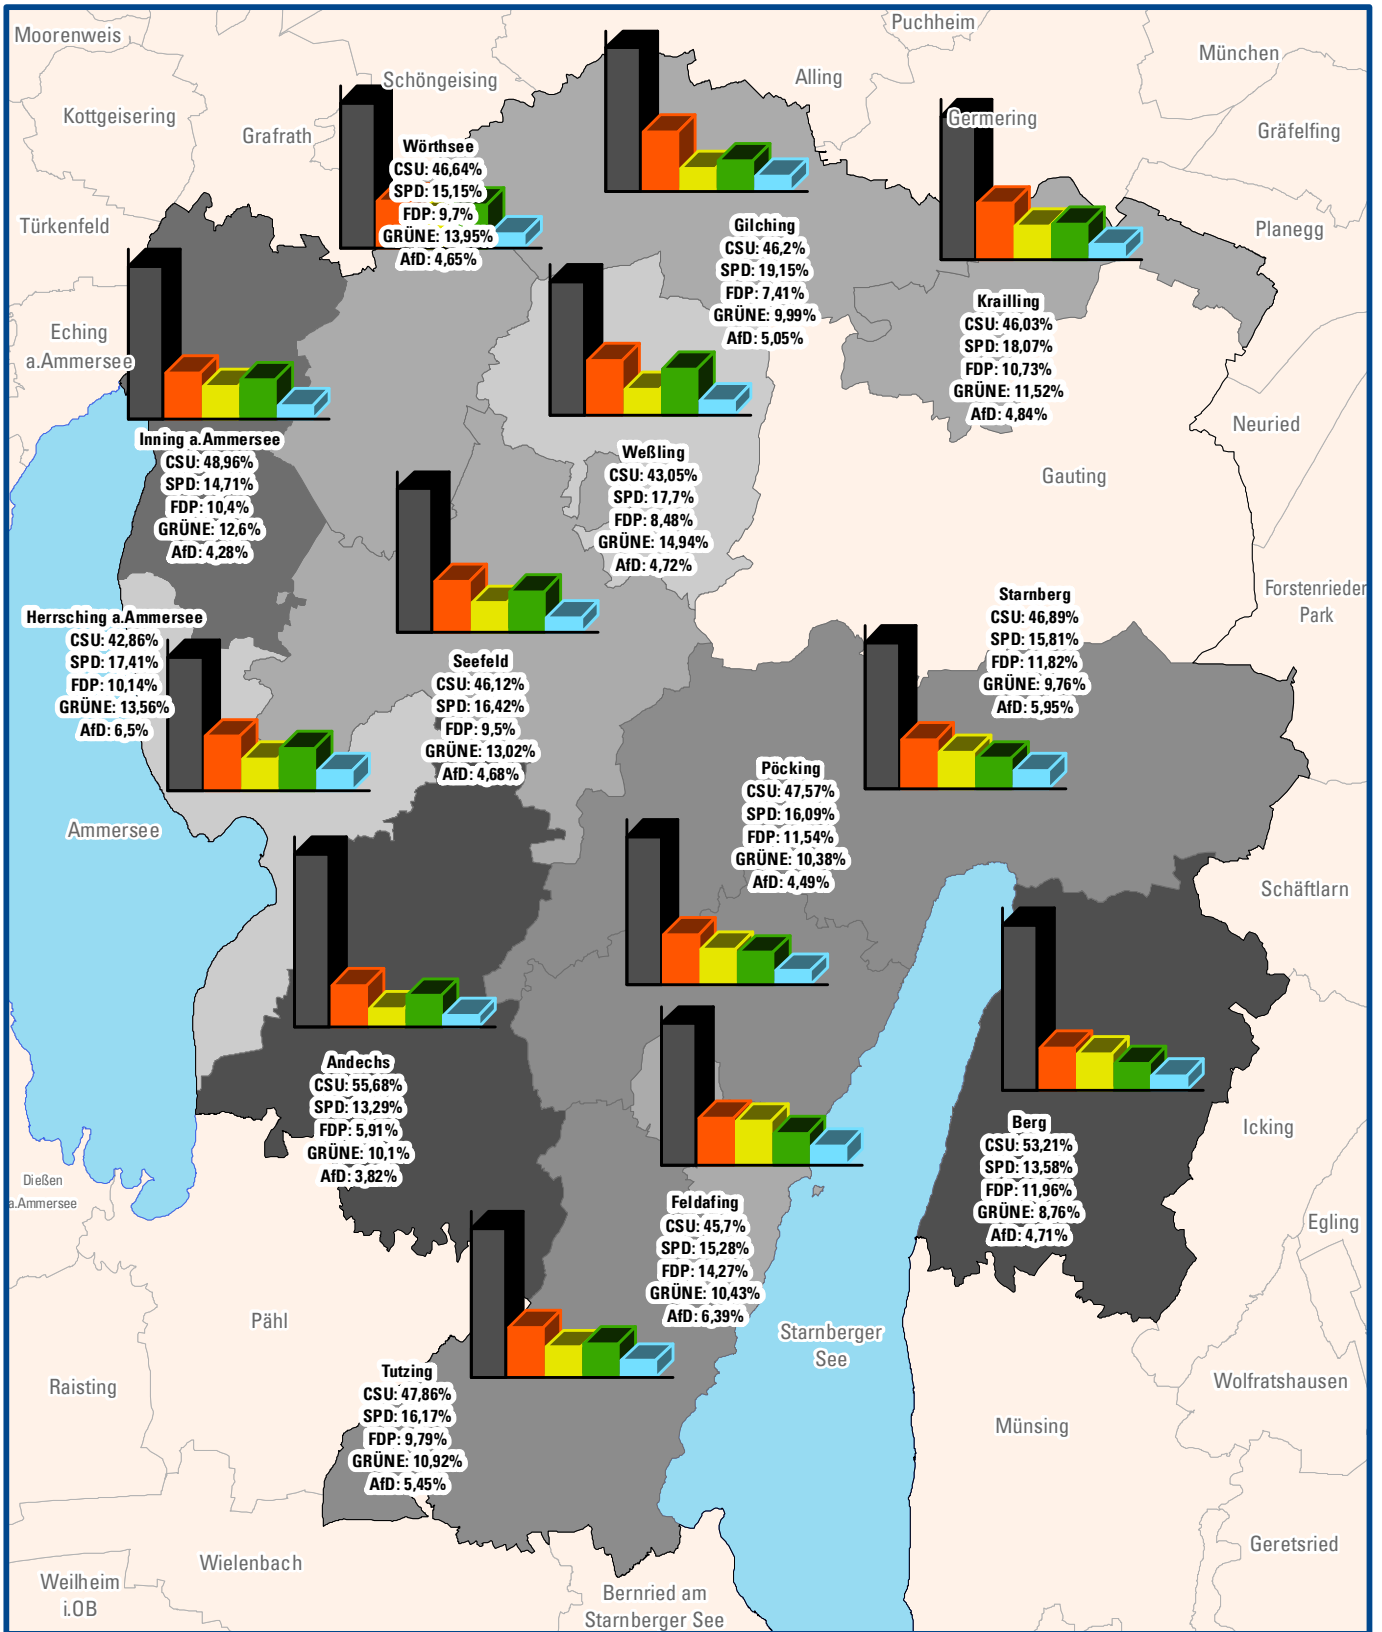 Moorenweis
Puchheim
München
Schöngeising
Alling
Kottgeisering
Grafrath
Germering
Gräfelfing
Wörthsee
CSU: 46,64%
SPD: 15,15%
FDP: 9,7%
GRÜNE: 13,95%
AfD: 4,65%
Türkenfeld
Planegg
Gilching
CSU: 46,2%
SPD: 19,15%
FDP: 7,41%
GRÜNE: 9,99%
AfD: 5,05%
Krailling
CSU: 46,03%
SPD: 18,07%
FDP: 10,73%
GRÜNE: 11,52%
AfD: 4,84%
Eching
a.Ammersee
Neuried
Inning a.Ammersee
CSU: 48,96%
SPD: 14,71%
FDP: 10,4%
GRÜNE: 12,6%
AfD: 4,28%
Weßling
CSU: 43,05%
SPD: 17,7%
FDP: 8,48%
GRÜNE: 14,94%
AfD: 4,72%
Gauting
Forstenrieder
Park
Herrsching a.Ammersee
CSU: 42,86%
SPD: 17,41%
FDP: 10,14%
GRÜNE: 13,56%
AfD: 6,5%
Seefeld
CSU: 46,12%
SPD: 16,42%
FDP: 9,5%
GRÜNE: 13,02%
AfD: 4,68%
Starnberg
CSU: 46,89%
SPD: 15,81%
FDP: 11,82%
GRÜNE: 9,76%
AfD: 5,95%
Pöcking
CSU: 47,57%
SPD: 16,09%
FDP: 11,54%
GRÜNE: 10,38%
AfD: 4,49%
Ammersee
Schäftlarn
Andechs
CSU: 55,68%
SPD: 13,29%
FDP: 5,91%
GRÜNE: 10,1%
AfD: 3,82%
Berg
CSU: 53,21%
SPD: 13,58%
FDP: 11,96%
GRÜNE: 8,76%
AfD: 4,71%
Icking
Dießen
a.Ammersee
Feldafing
CSU: 45,7%
SPD: 15,28%
FDP: 14,27%
GRÜNE: 10,43%
AfD: 6,39%
Egling
Pähl
Starnberger
See
Tutzing
CSU: 47,86%
SPD: 16,17%
FDP: 9,79%
GRÜNE: 10,92%
AfD: 5,45%
Raisting
Wolfratshausen
Münsing
Geretsried
Wielenbach
Weilheim
i.OB
Bernried am
Starnberger See